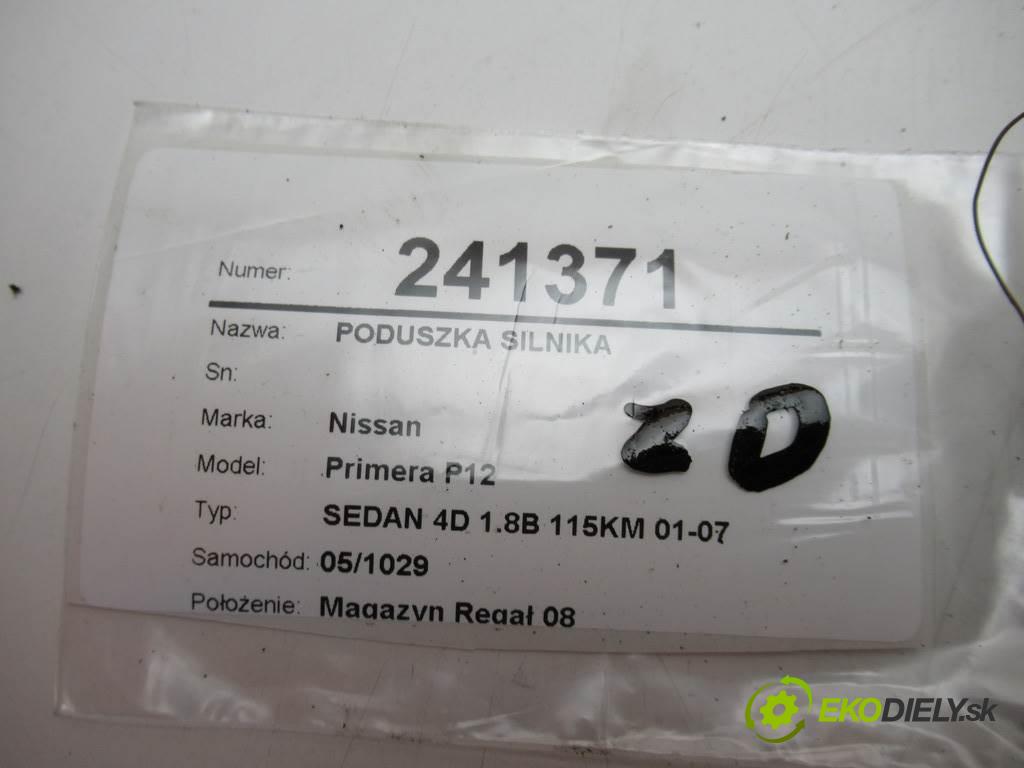 Numer: 241371
Nazwa: PODUSZKA SILNIKA
Sn:
Marka: Nissan
20
Model: Primera P12
Typ: SEDAN 4D 1.8B 115KM 01-07
Samochód: 05/1029
Położenie: Magazyn Regał 08
EKODIELY.sk